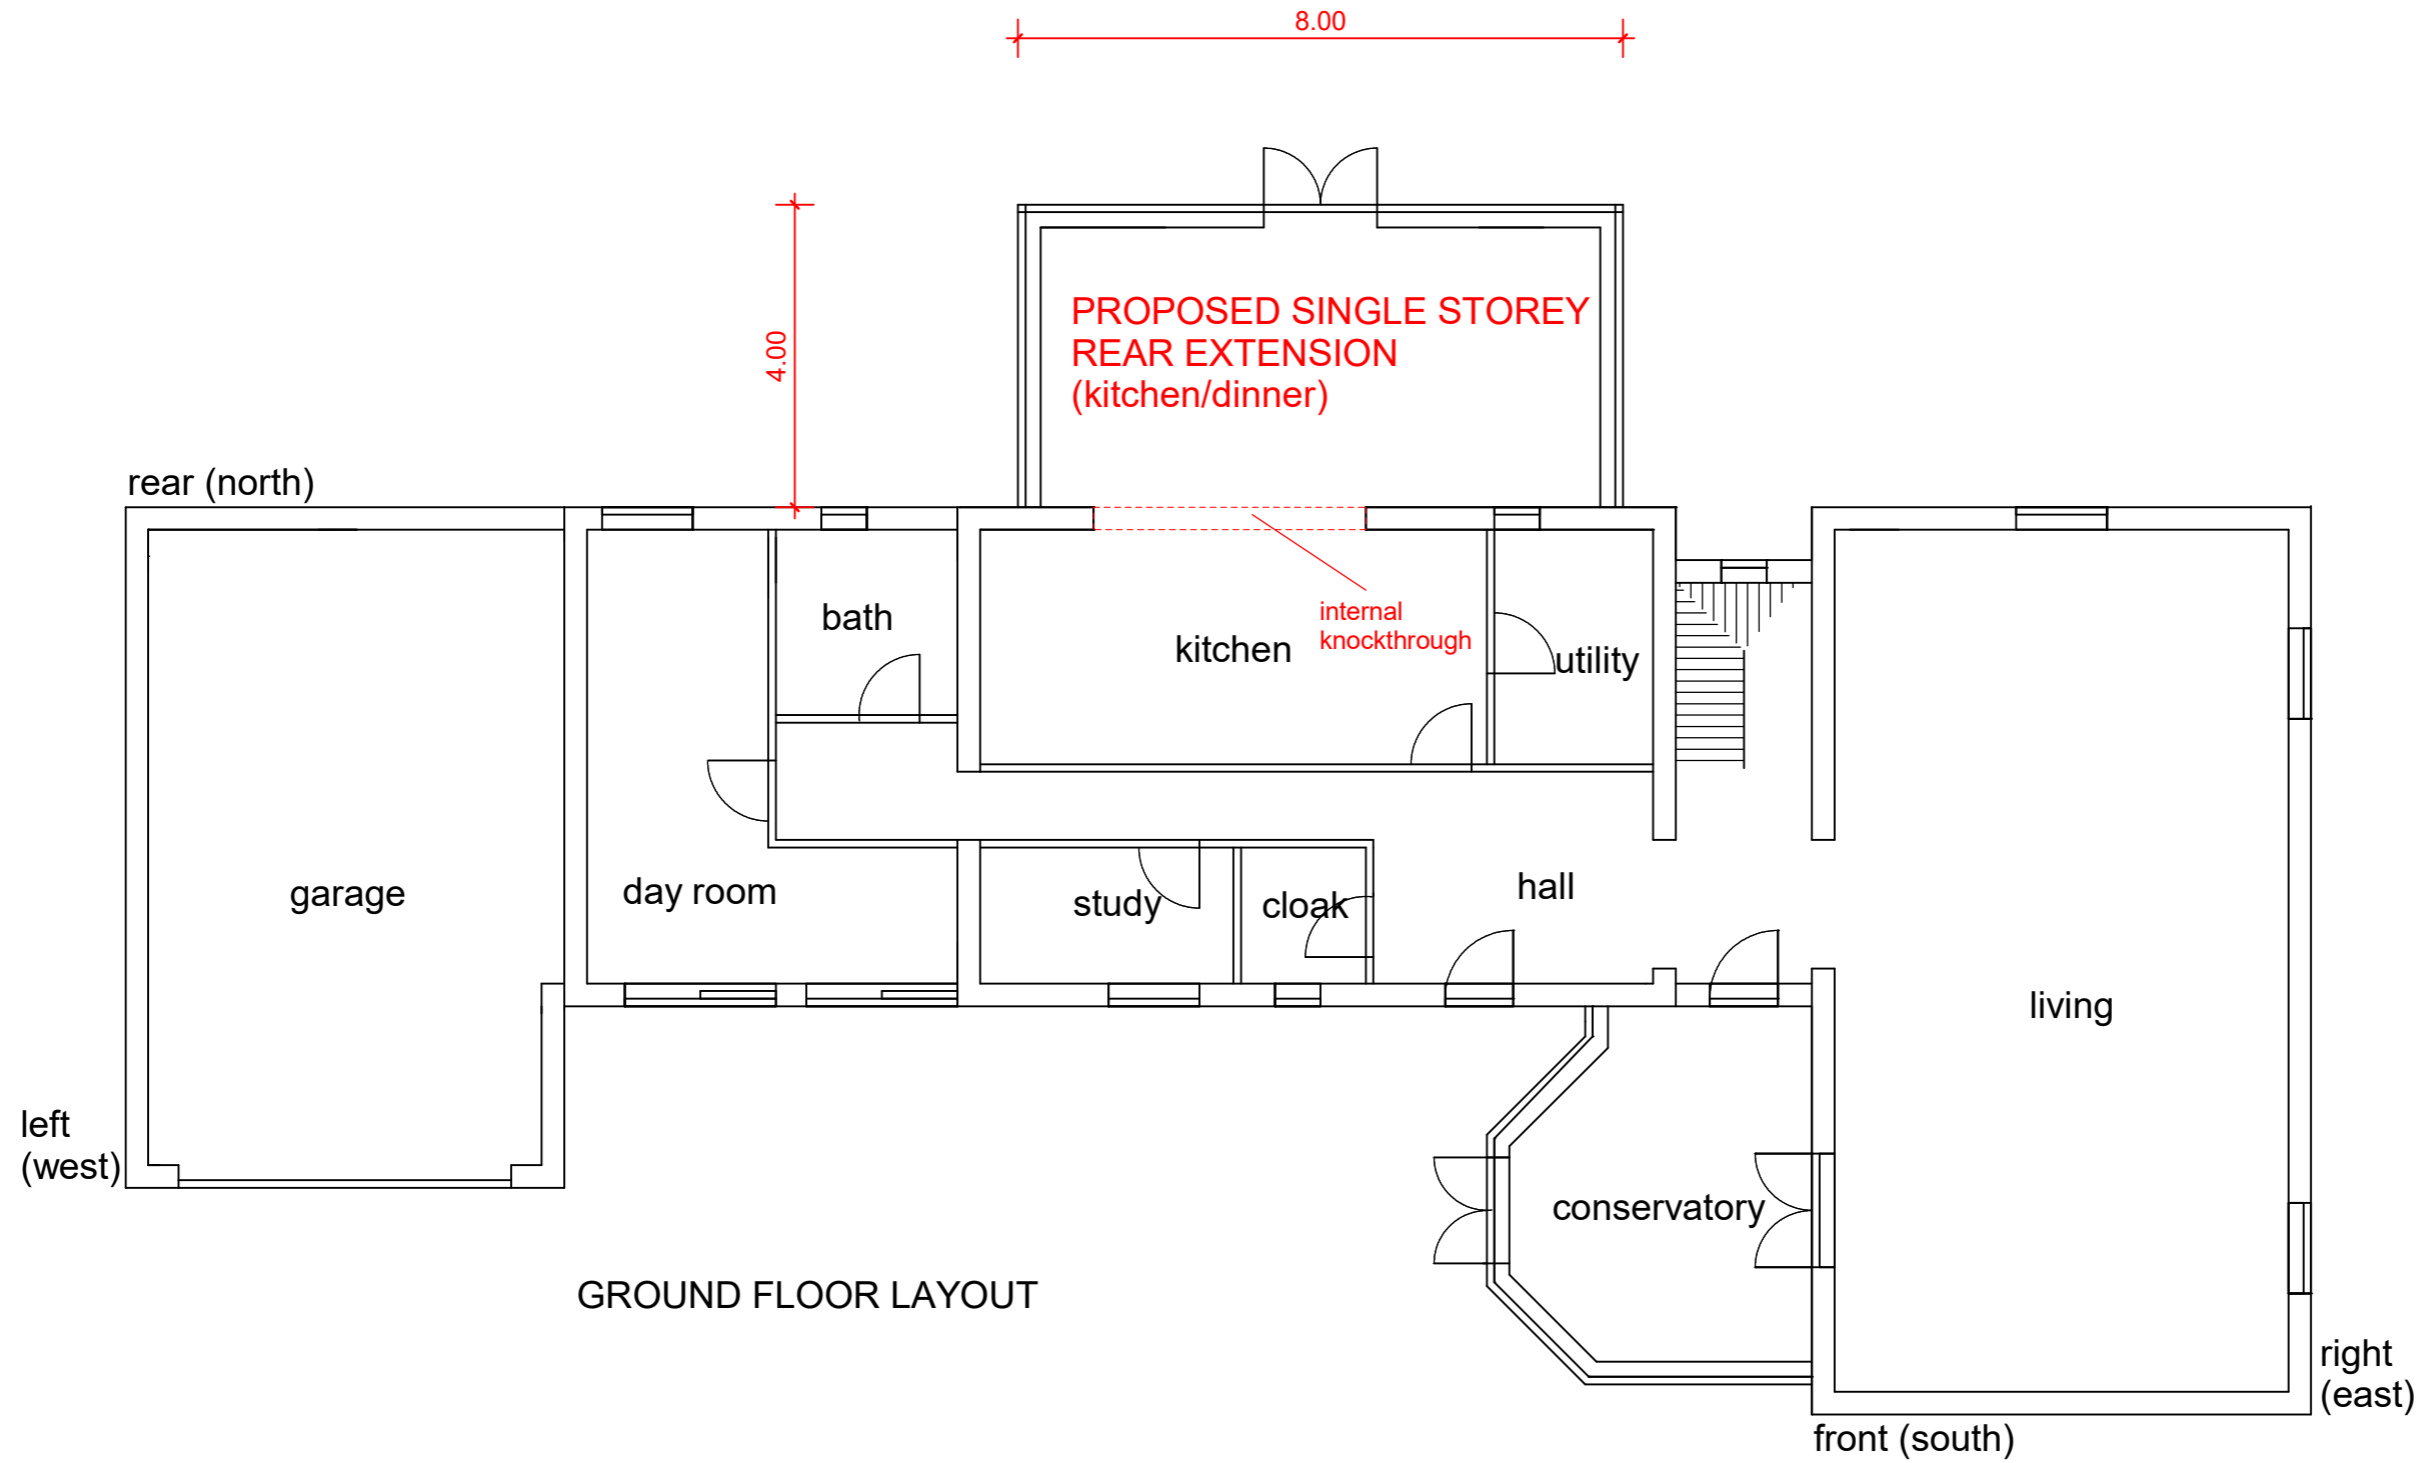 8.00
4.00
PROPOSED SINGLE STOREY
REAR EXTENSION
(kitchen/dinner)
rear (north)
bath
internal
knockthrough
kitchen
utility
garage
day room
study
cloak
hall
living
left
(west)
conservatory
GROUND FLOOR LAYOUT
right
(east)
front (south)